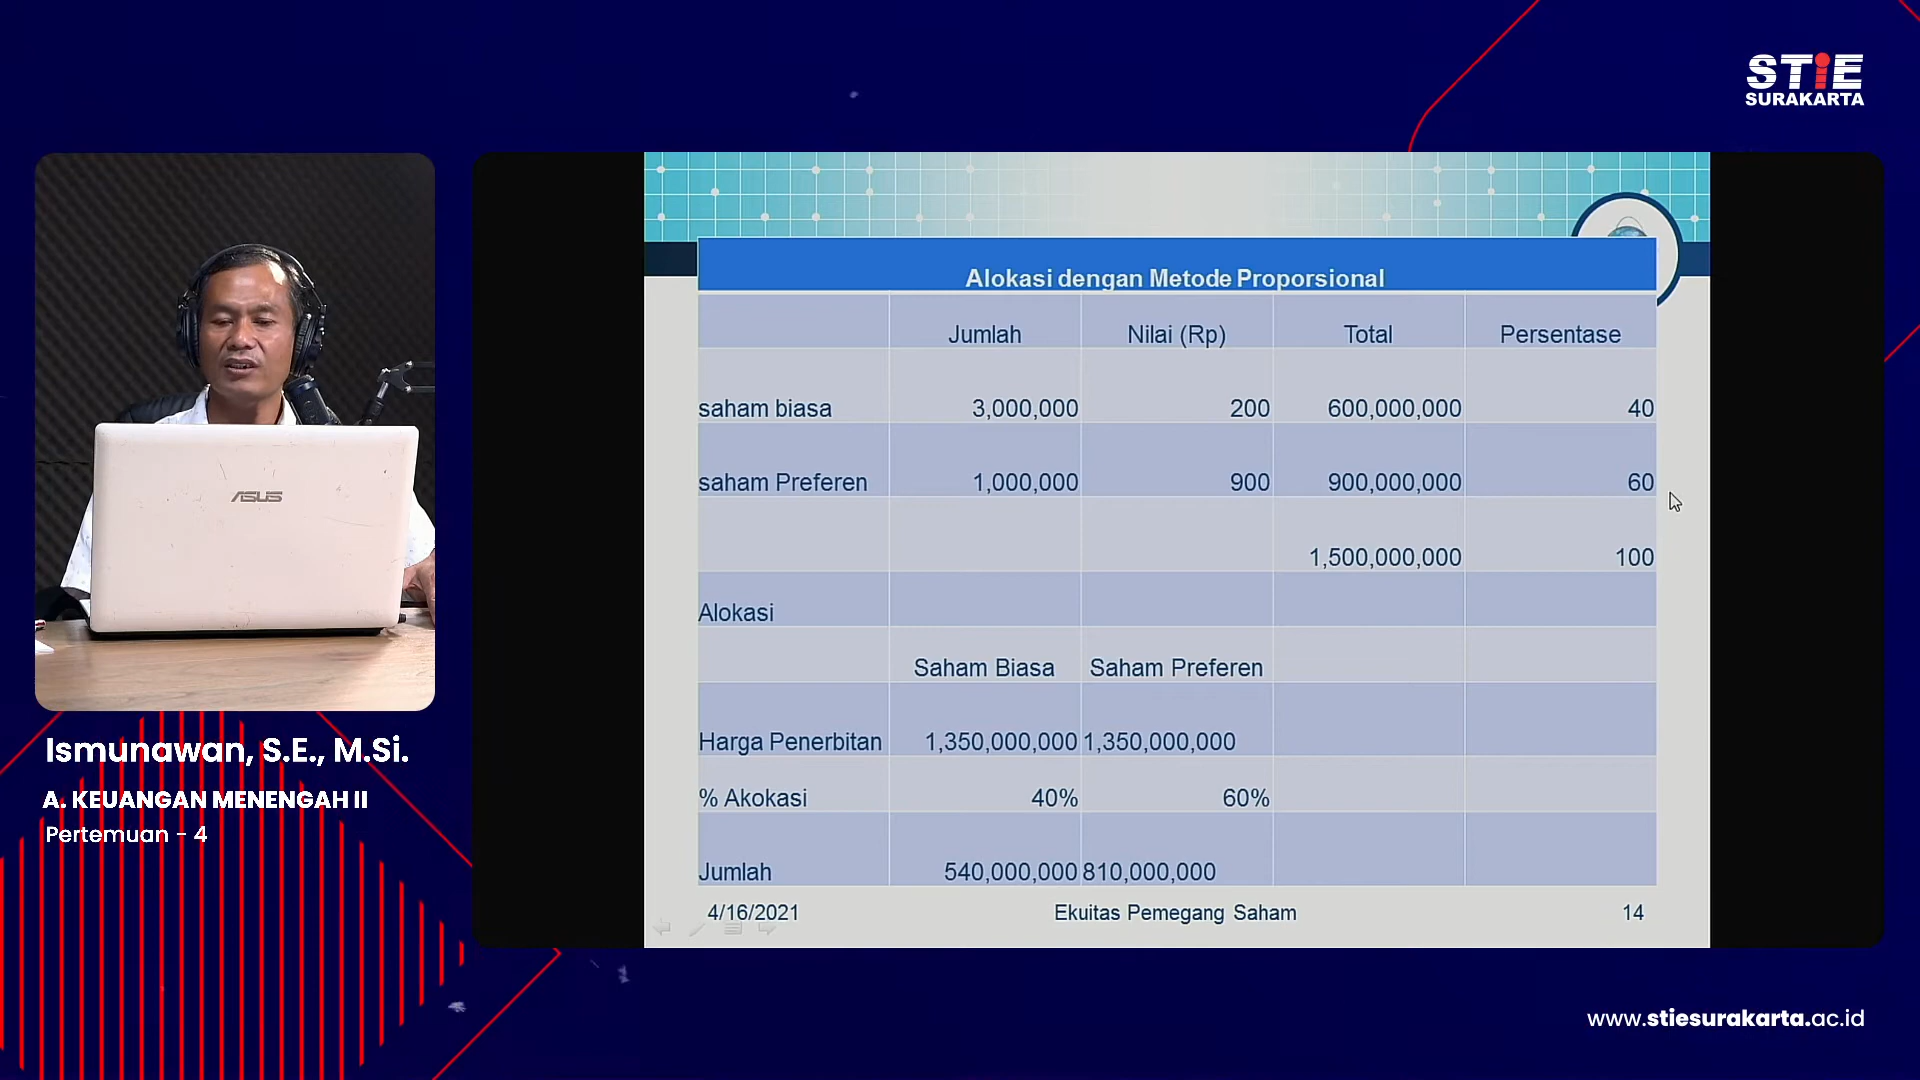 STiE
SURAKARTA
Alokasi dengan Metode Proporsional
Jumlah Nilai (Rp) Total Persentase
saham biasa 3,000,000 200 600,000,000 40
saham Preferen 1,000,000 900 900,000,000 60
1,500,000,000 100
Alokasi
Saham Biasa Saham Preferen
Harga Penerbitan 1,350,000,000 1,350,000,000
% Akokasi 40% 60%
Jumlah 540,000,000 810,000,000
4/16/2021 Ekuitas Pemegang Saham 14
ASUS
Ismunawan, S.E., M.Si.
A. KEUANGAN MENENGAH II
Pertemuan - 4
www.stiesurakarta.ac.id